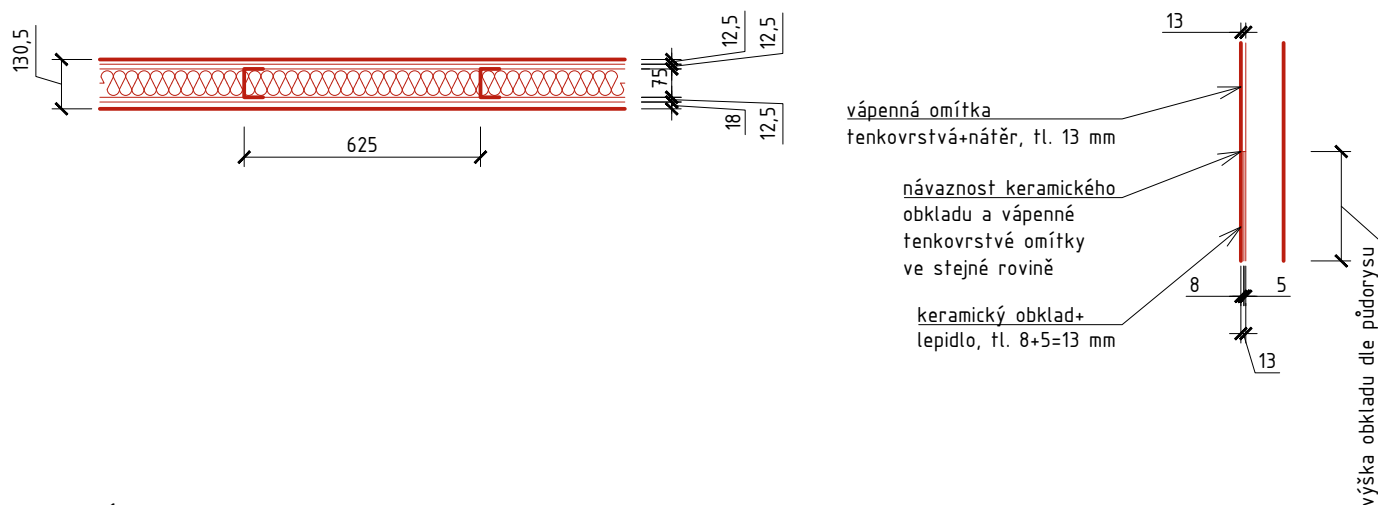 130,5
12,5
12,5
75
18
12,5
625
13
vápenná omítka
tenkovrstvá+nátěr, tl. 13 mm
návaznost keramického
obkladu a vápenné
tenkovrstvé omítky
ve stejné rovině
8
5
keramický obklad+
lepidlo, tl. 8+5=13 mm
13
výška obkladu dle půdorysu